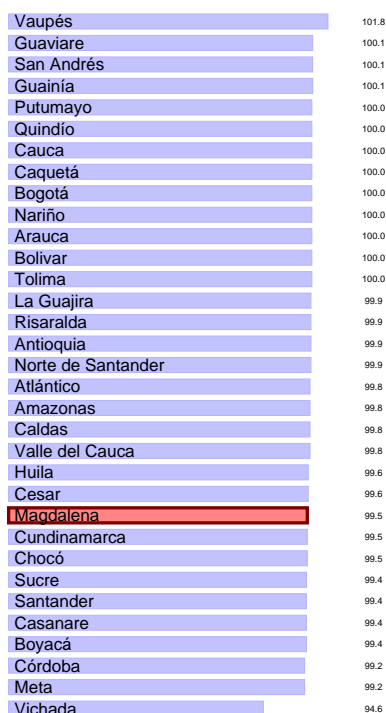 Vaupés 101.8
Guaviare 100.1
San Andrés 100.1
Guainía 100.1
Putumayo 100.0
Quindío 100.0
Cauca 100.0
Caquetá 100.0
Bogotá 100.0
Nariño 100.0
Arauca 100.0
Bolivar 100.0
Tolima 100.0
La Guajira 99.9
Risaralda 99.9
Antioquia 99.9
Norte de Santander 99.9
Atlántico 99.8
Amazonas 99.8
Caldas 99.8
Valle del Cauca 99.8
Huila 99.6
Cesar 99.6
Magdalena 99.5
Cundinamarca 99.5
Chocó 99.5
Sucre 99.4
Santander 99.4
Casanare 99.4
Boyacá 99.4
Córdoba 99.2
Meta 99.2
Vichada 94.6